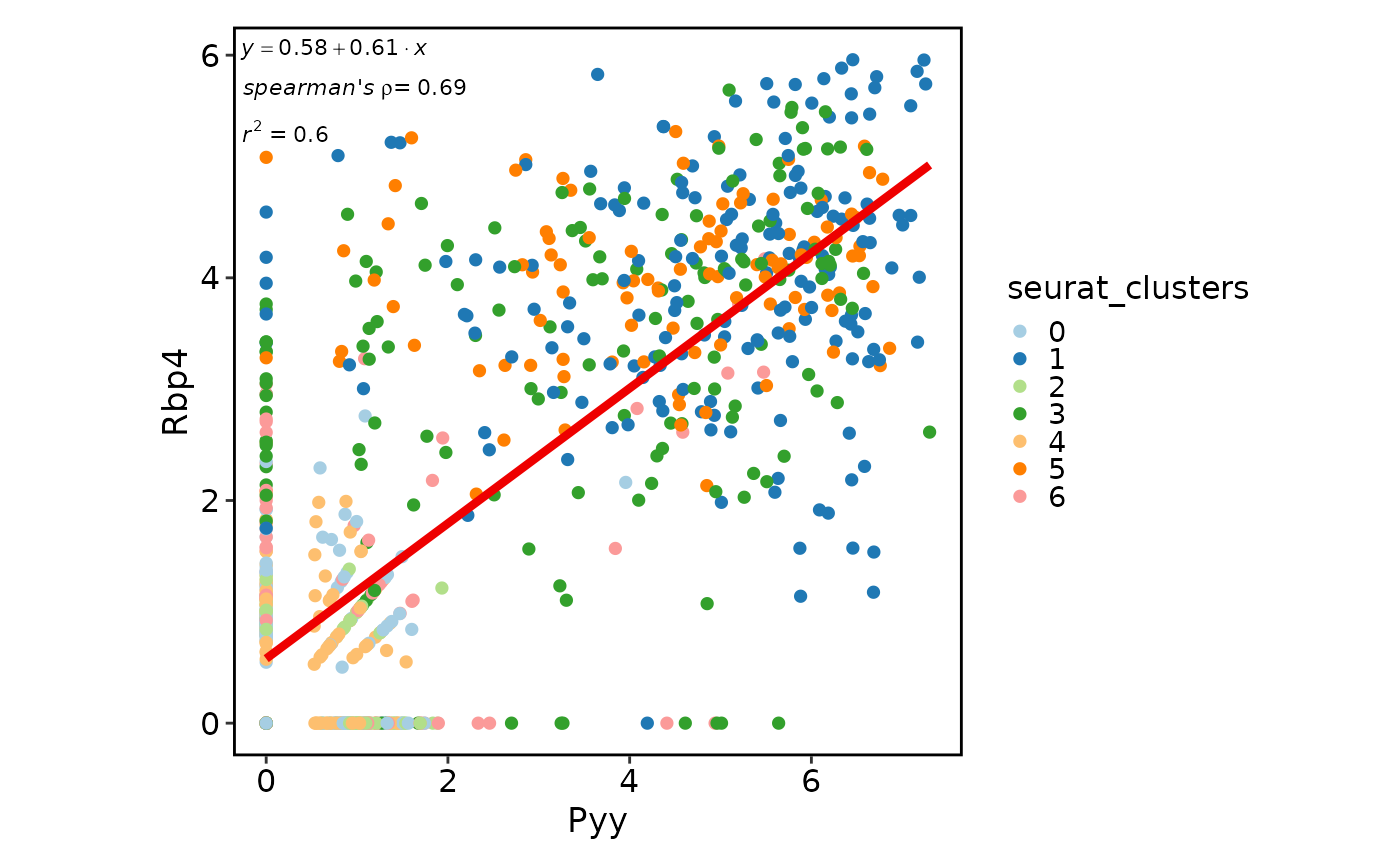 y = 0.58 + 0.61 · x
spearman's ρ= 0.69
r² = 0.6
6
4
2
0
Rbp4
0 2 4 6
Pyy
seurat_clusters
0
1
2
3
4
5
6